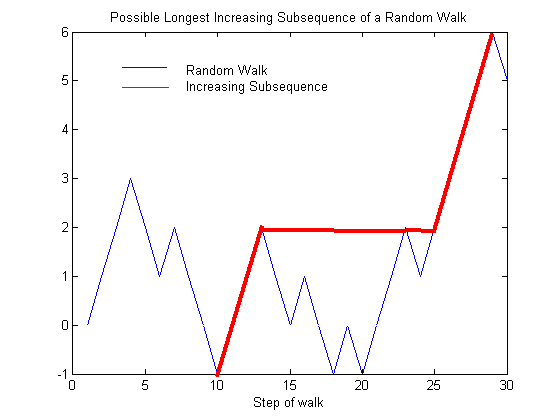 Possible Longest Increasing Subsequence of a Random Walk
6
5
4
3
2
1
0
-1
Random Walk
Increasing Subsequence
0 5 10 15 20 25 30
Step of walk